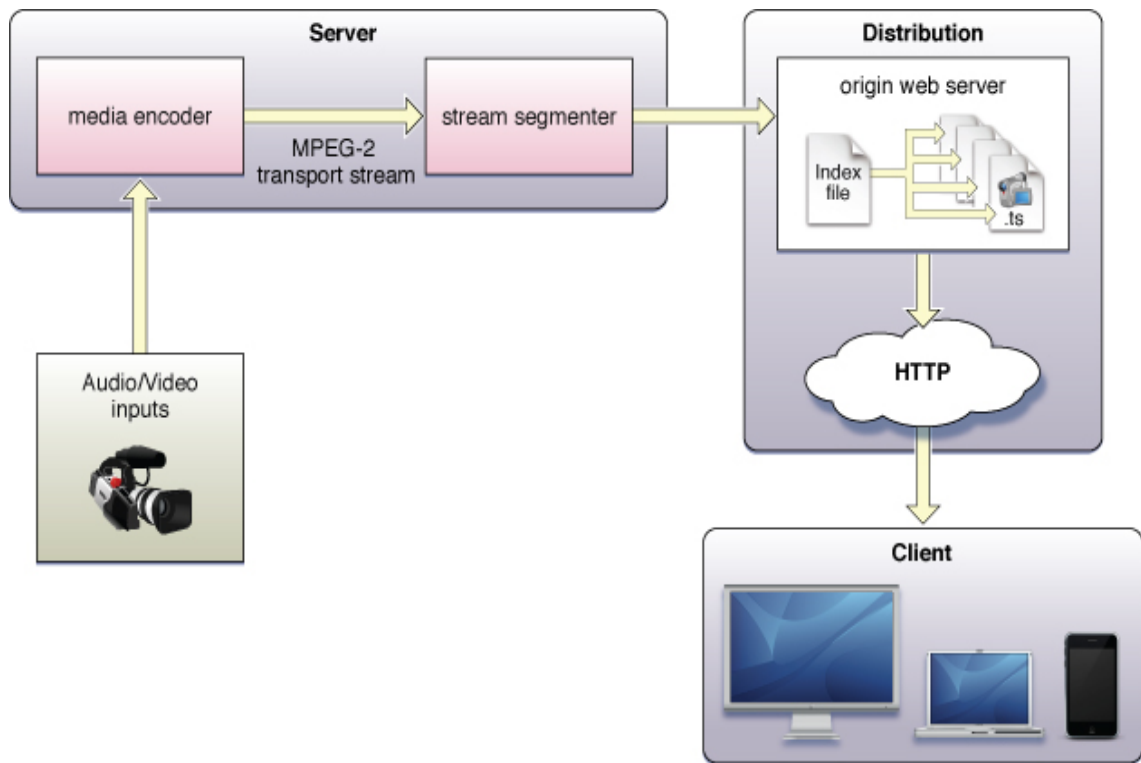 Server
media encoder
MPEG-2
transport stream
stream segmenter
Audio/Video
inputs
Distribution
origin web server
Index
file
.ts
HTTP
Client